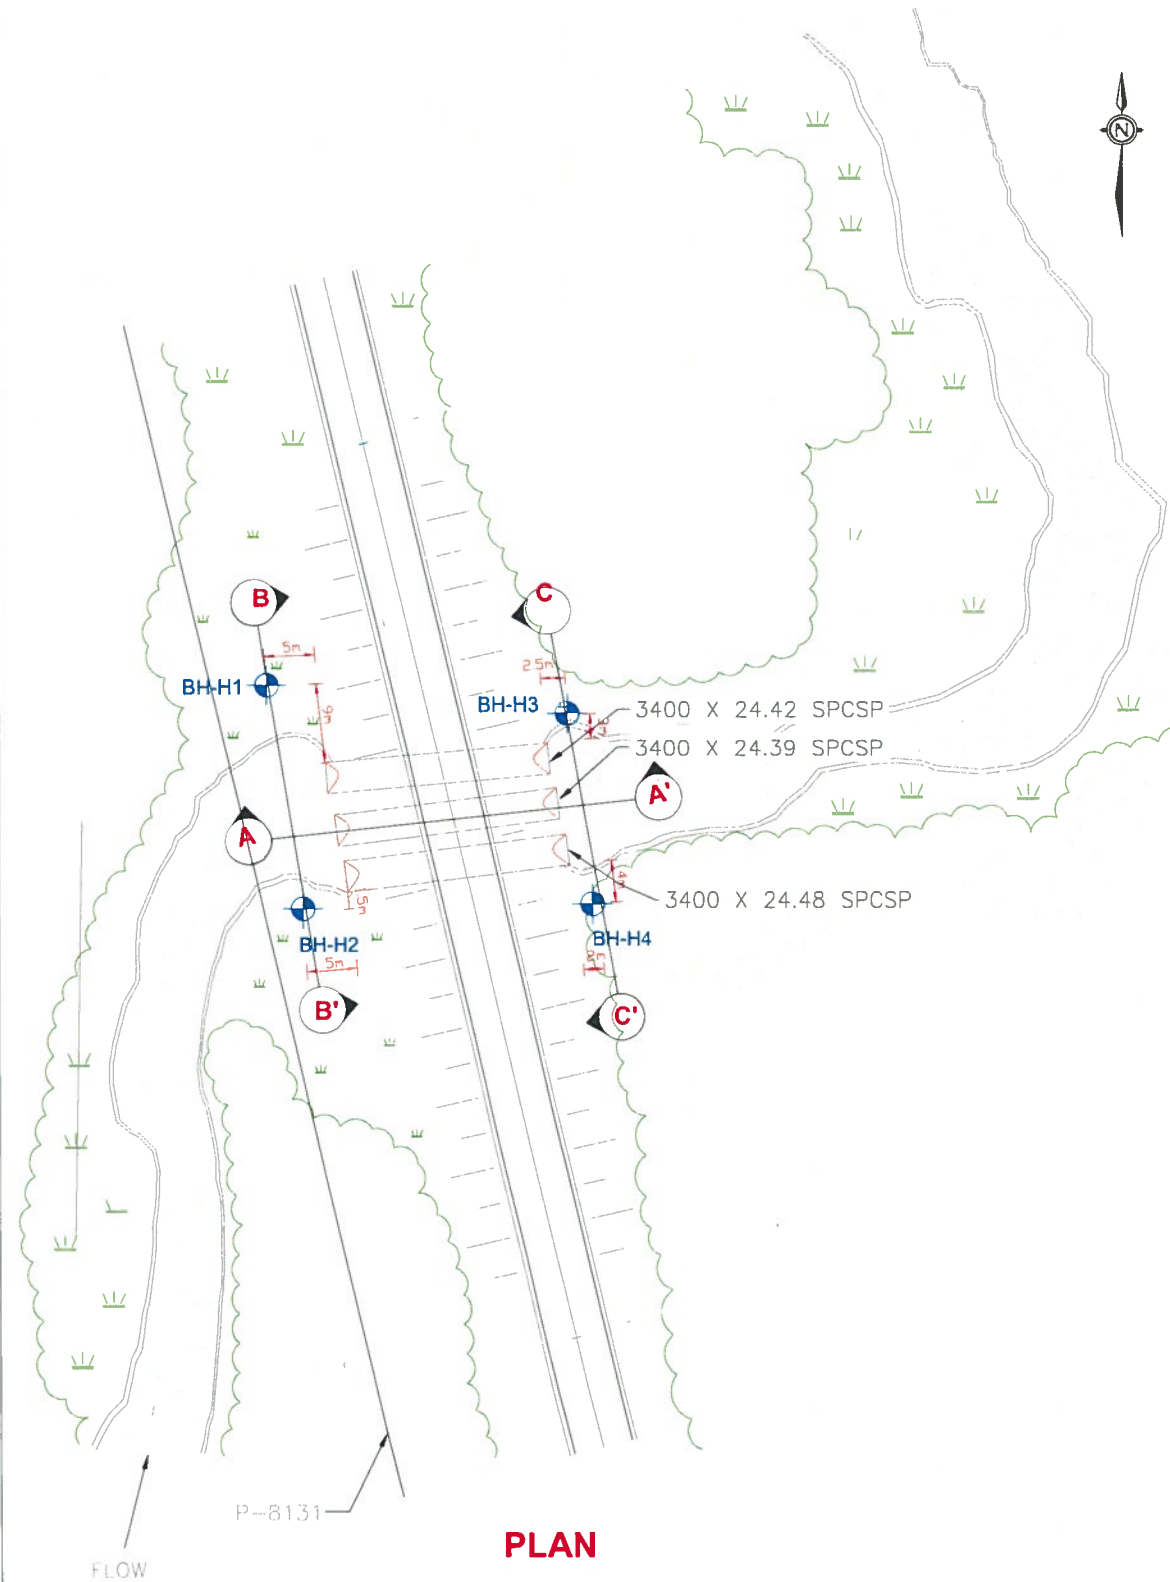 N
B
C
5m
2.5m
BH-H1
9m
BH-H3
3400 X 24.42 SPCSP
3400 X 24.39 SPCSP
A'
A
4m
3400 X 24.48 SPCSP
5m
BH-H2
BH-H4
5m
B'
C'
P-8131
PLAN
FLOW